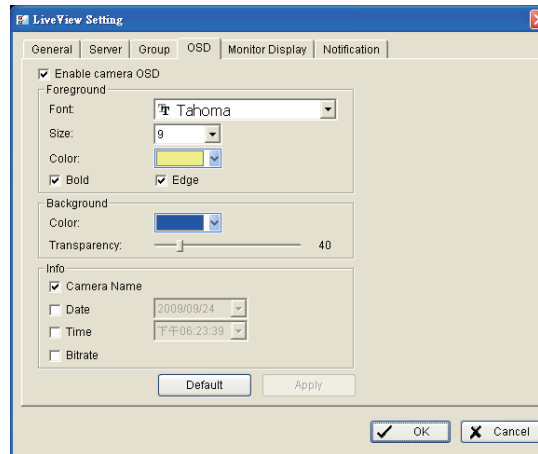 LiveView Setting
General Server Group OSD Monitor Display Notification
Enable camera OSD
Foreground
Font: Tahoma
Size: 9
Color:
Bold Edge
Background
Color:
Transparency: 40
Info
Camera Name
Date 2009/09/24
Time 下午06:23:39
Bitrate
Default Apply
OK Cancel